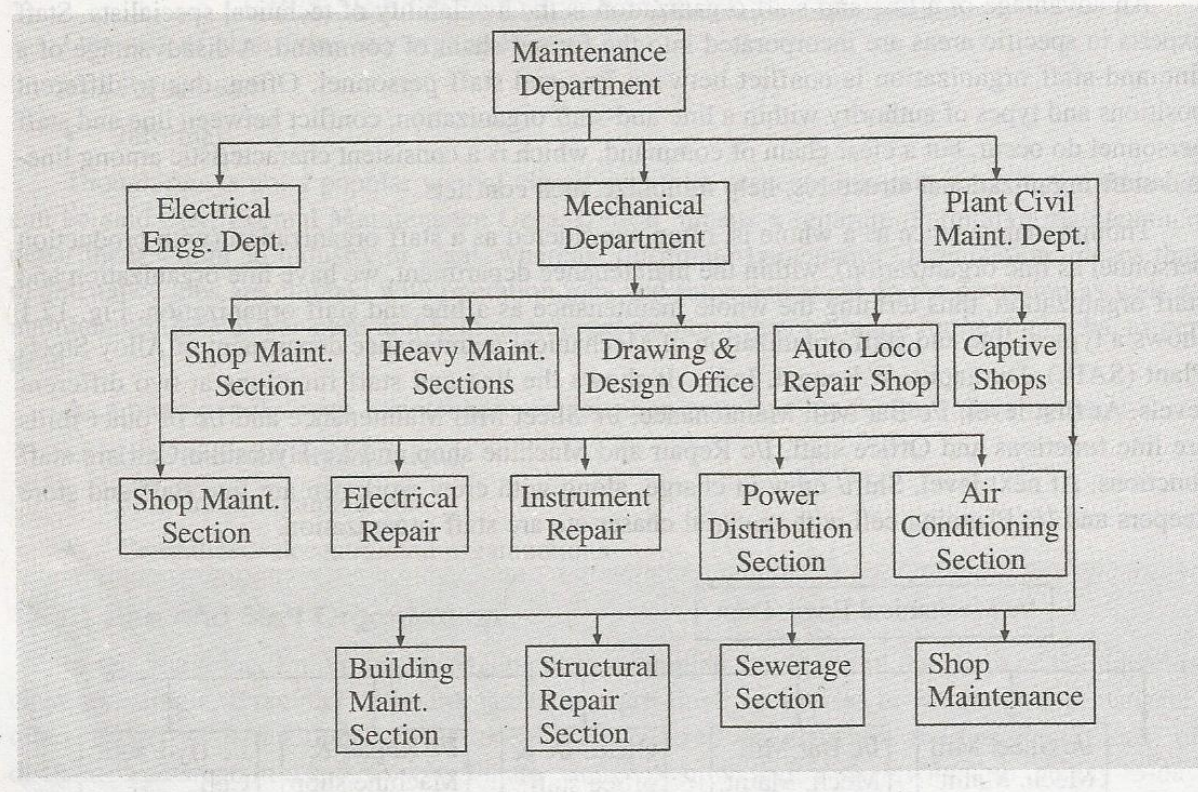 Maintenance
Department
Electrical
Engg. Dept.
Mechanical
Department
Plant Civil
Maint. Dept.
Shop Maint.
Section
Heavy Maint.
Sections
Drawing &
Design Office
Auto Loco
Repair Shop
Captive
Shops
Shop Maint.
Section
Electrical
Repair
Instrument
Repair
Power
Distribution
Section
Air
Conditioning
Section
Building
Maint.
Section
Structural
Repair
Section
Sewerage
Section
Shop
Maintenance